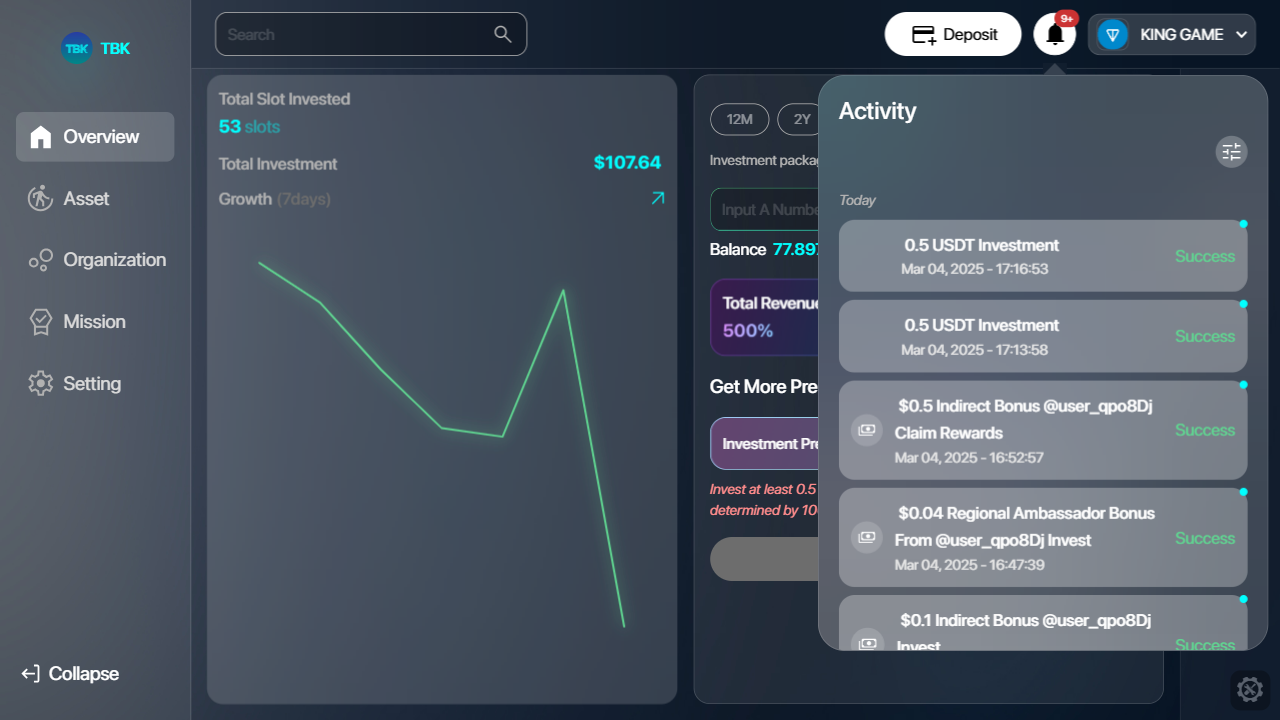 TBK TBK
Overview
Asset
Organization
Mission
Setting
Collapse
Search
Deposit
9+
KING GAME
Total Slot Invested
53 slots
Total Investment
$107.64
Growth (7days)
12M
2Y
Investment packa
Input A Numbe
Balance 77.897
Total Revenue
500%
Get More Pre
Investment Pre
Invest at least 0.5
determined by 10
Activity
Today
0.5 USDT Investment
Mar 04, 2025 - 17:16:53
Success
0.5 USDT Investment
Mar 04, 2025 - 17:13:58
Success
$0.5 Indirect Bonus @user_qpo8Dj
Claim Rewards
Mar 04, 2025 - 16:52:57
Success
$0.04 Regional Ambassador Bonus
From @user_qpo8Dj Invest
Mar 04, 2025 - 16:47:39
Success
$0.1 Indirect Bonus @user_qpo8Dj
Invest
Success